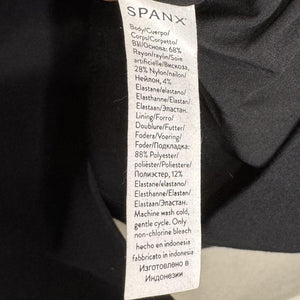 SPANX®
Body/Cuerpo/
Corps/Corpetto/
ВЦ/Основа: 68%
Rayon/rayón/Soie
artificielle/Вискоза,
28% Nylon/nailon/
Нейлон, 4%
Elastane/elastano/
Elasthanne/Elastan/
Elastaan/Эластан.
Lining/Forro/
Doublure/Futter/
Fodera/Voering/
Foder/Подкладка:
88% Polyester/
poliéster/Poliestere/
Полиэстер, 12%
Elastane/elastano/
Elasthanne/Elastan/
Elastaan/Эластан.
Machine wash cold,
gentle cycle. Only
non-chlorine bleach
hecho en indonesia
fabbricato in indonesia
Изготовлено в
Индонезии